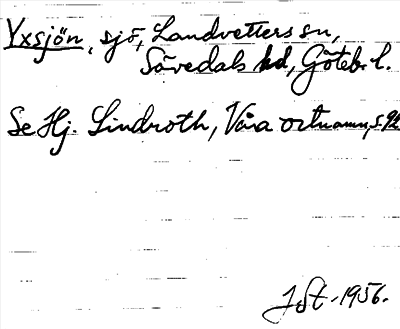 Yxsjön, sjö, Landvetters sn,
Sävedals hd, Göteb. l.
Se Hj. Lindroth, Våra ortnamn, s. 92
JSt. 1956.